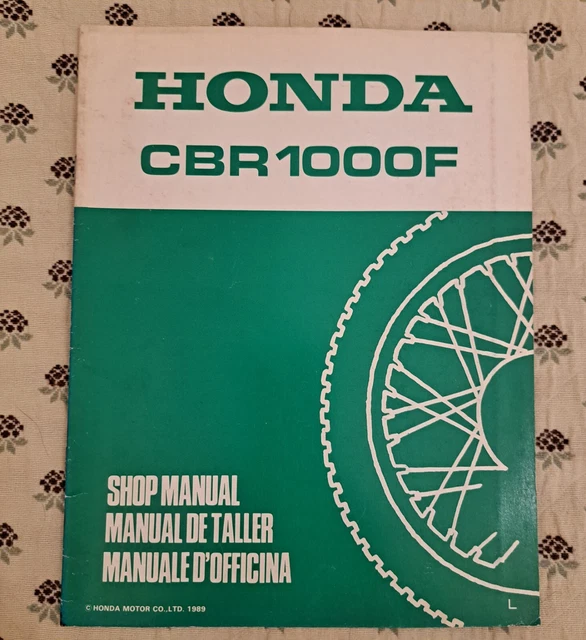 HONDA
CBR1000F
SHOP MANUAL
MANUAL DE TALLER
MANUALE D'OFFICINA
© HONDA MOTOR CO.,LTD. 1989
L